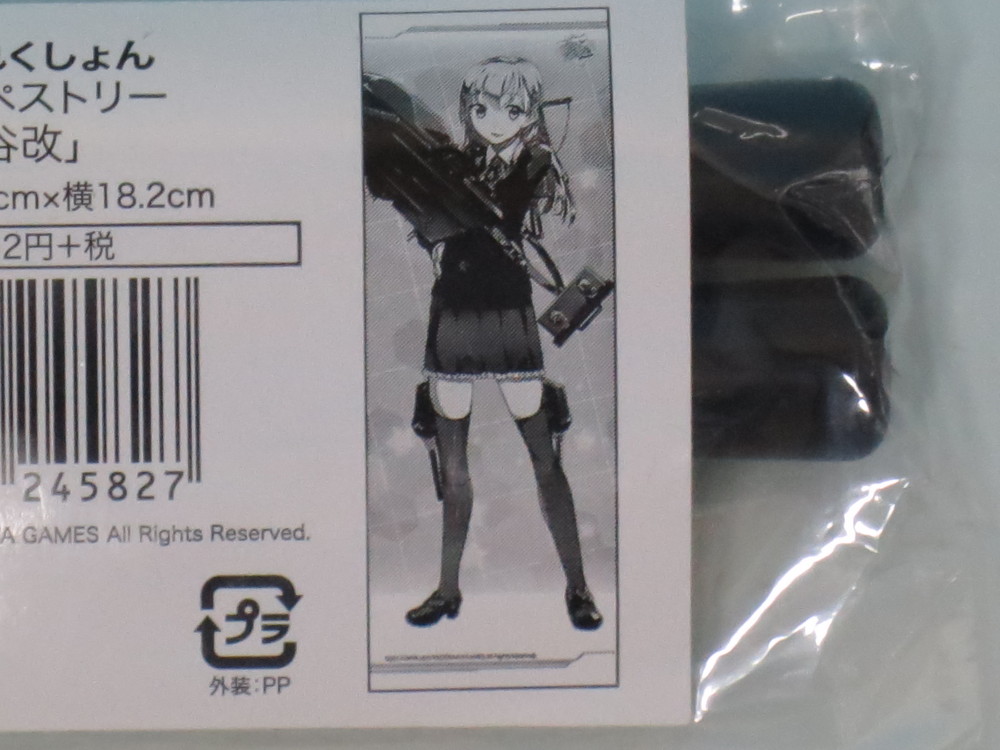 くしょん
ペストリー
谷改」
cm×横18.2cm
2円+税
245827
A GAMES All Rights Reserved.
プラ
外装:PP